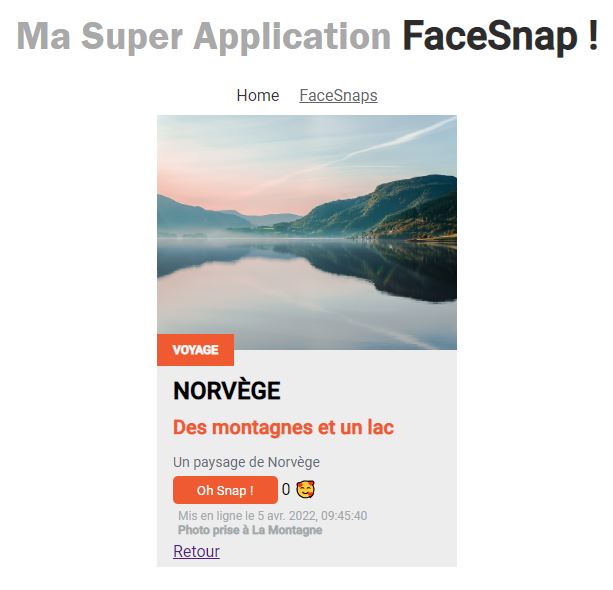 Ma Super Application FaceSnap !
Home FaceSnaps
VOYAGE
NORVÈGE
Des montagnes et un lac
Un paysage de Norvège
Oh Snap ! 0 🥰
Mis en ligne le 5 avr. 2022, 09:45:40
Photo prise à La Montagne
Retour